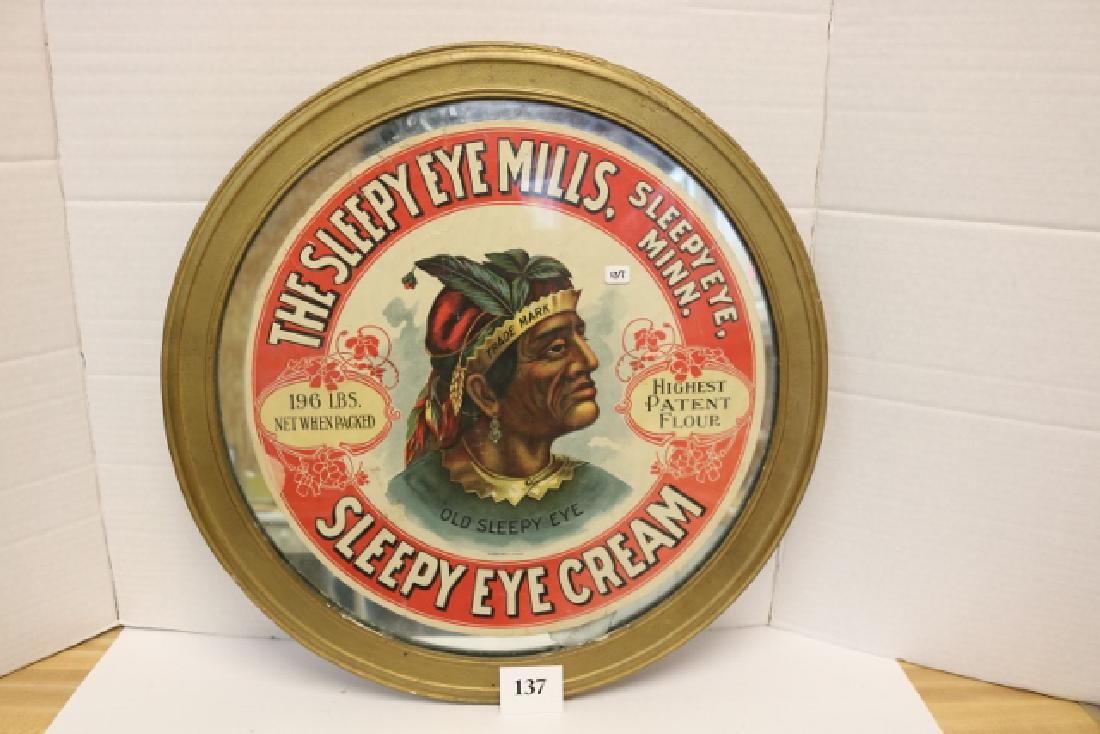 THE SLEEPY EYE MILLS,
SLEEPY EYE,
MINN.
137
TRADE MARK
196 LBS.
NET WHEN PACKED
HIGHEST
PATENT
FLOUR
OLD SLEEPY EYE
SLEEPY EYE CREAM
137